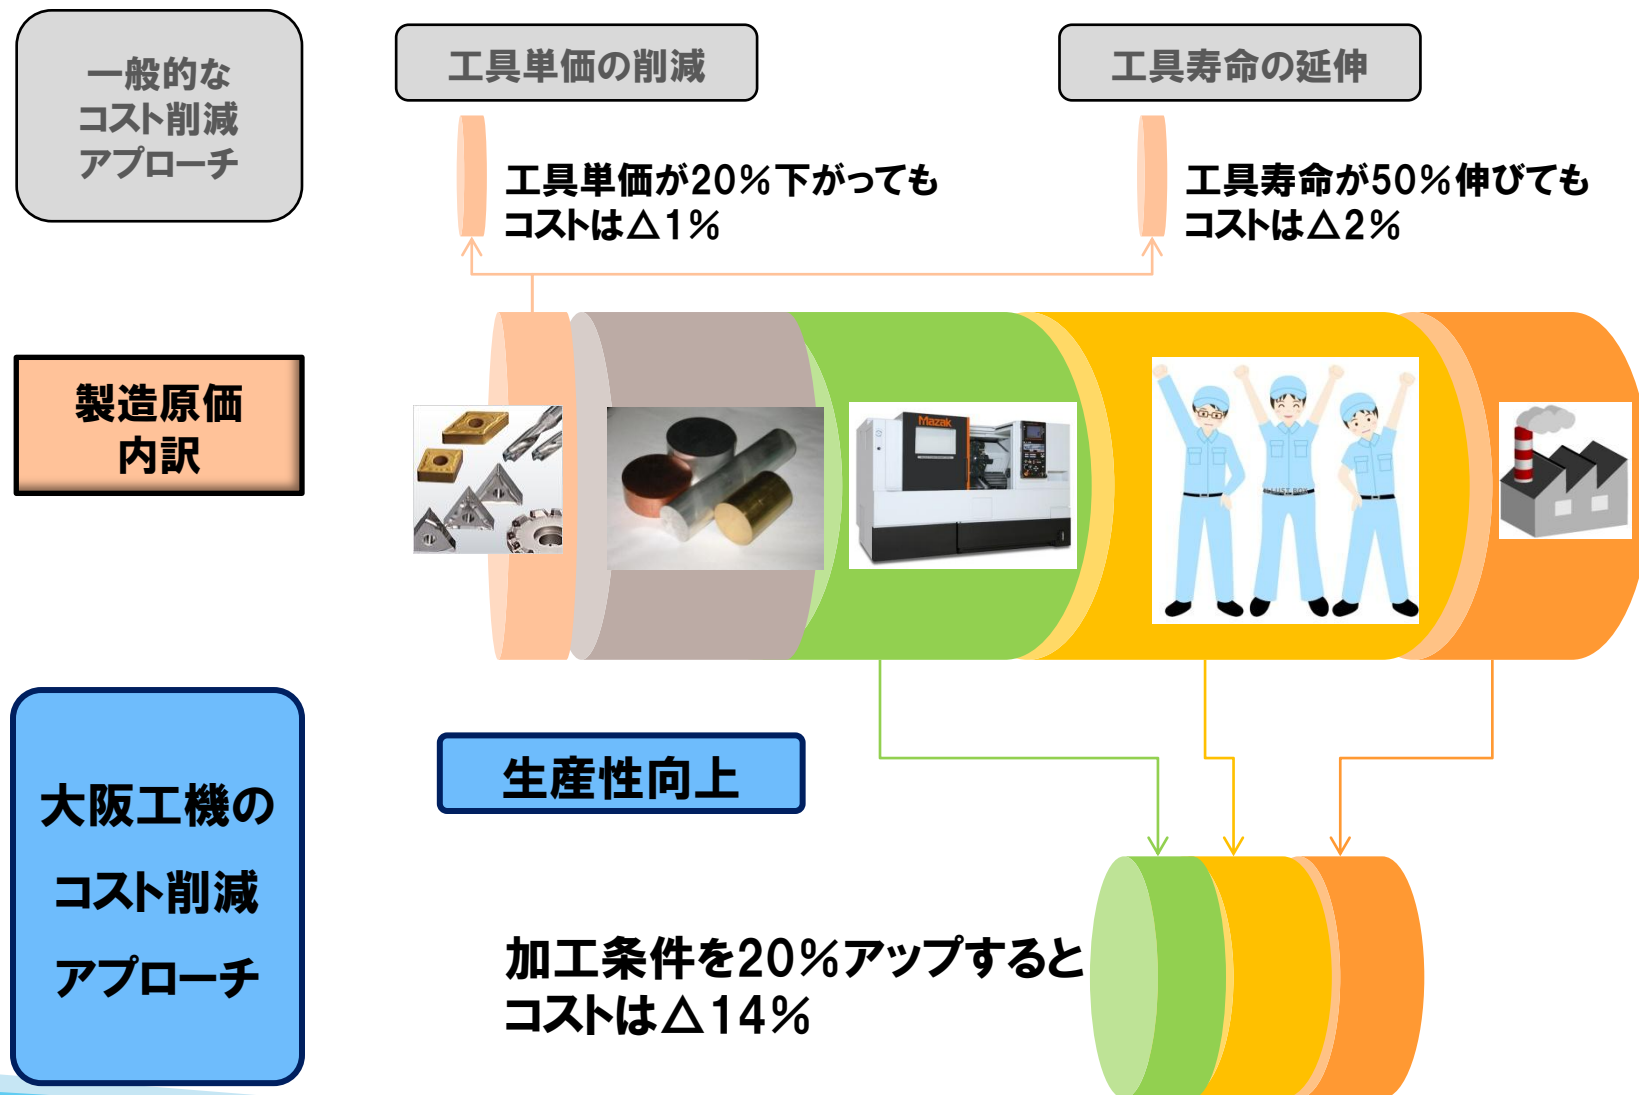 一般的な
コスト削減
アプローチ
工具単価の削減
工具寿命の延伸
工具単価が20%下がっても
コストは△1%
工具寿命が50%伸びても
コストは△2%
製造原価
内訳
Mazak
ILLUST BOX
生産性向上
大阪工機の
コスト削減
アプローチ
加工条件を20%アップすると
コストは△14%